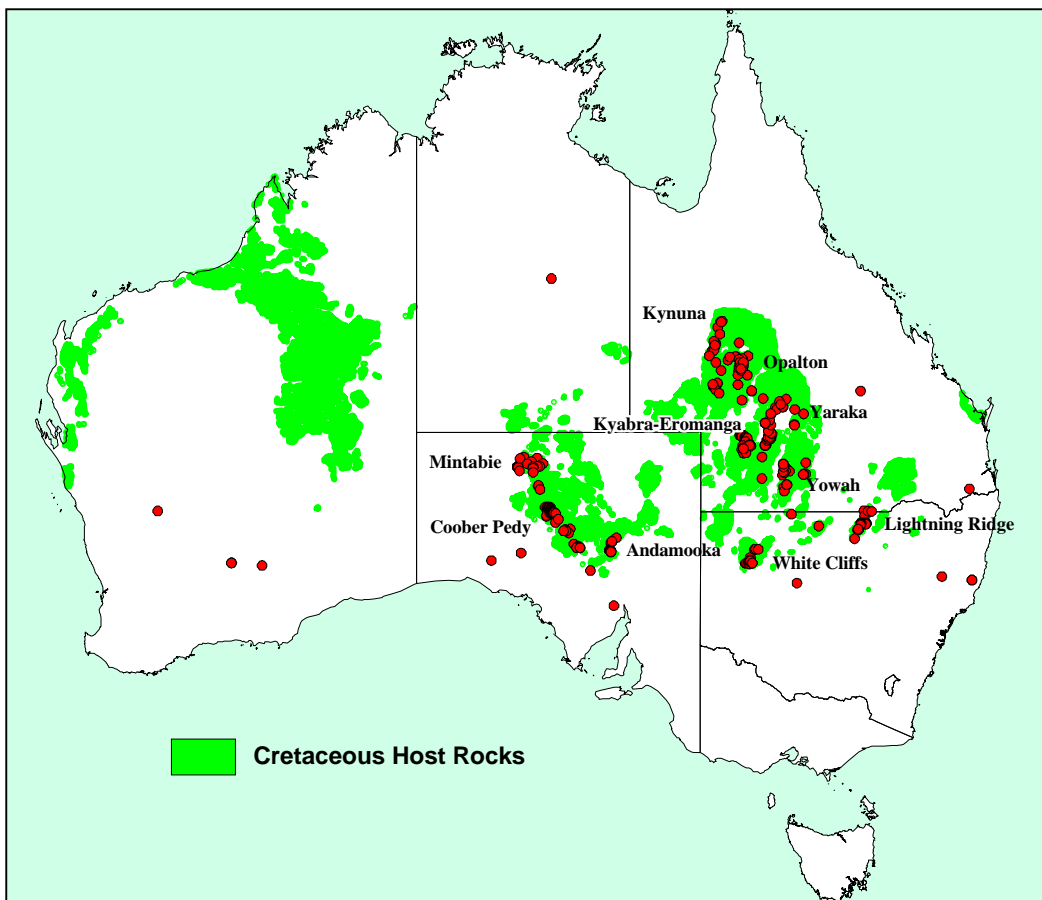 Kynuna
Opalton
Yaraka
Kyabra-Eromanga
Mintabie
Yowah
Coober Pedy
Lightning Ridge
Andamooka
White Cliffs
Cretaceous Host Rocks